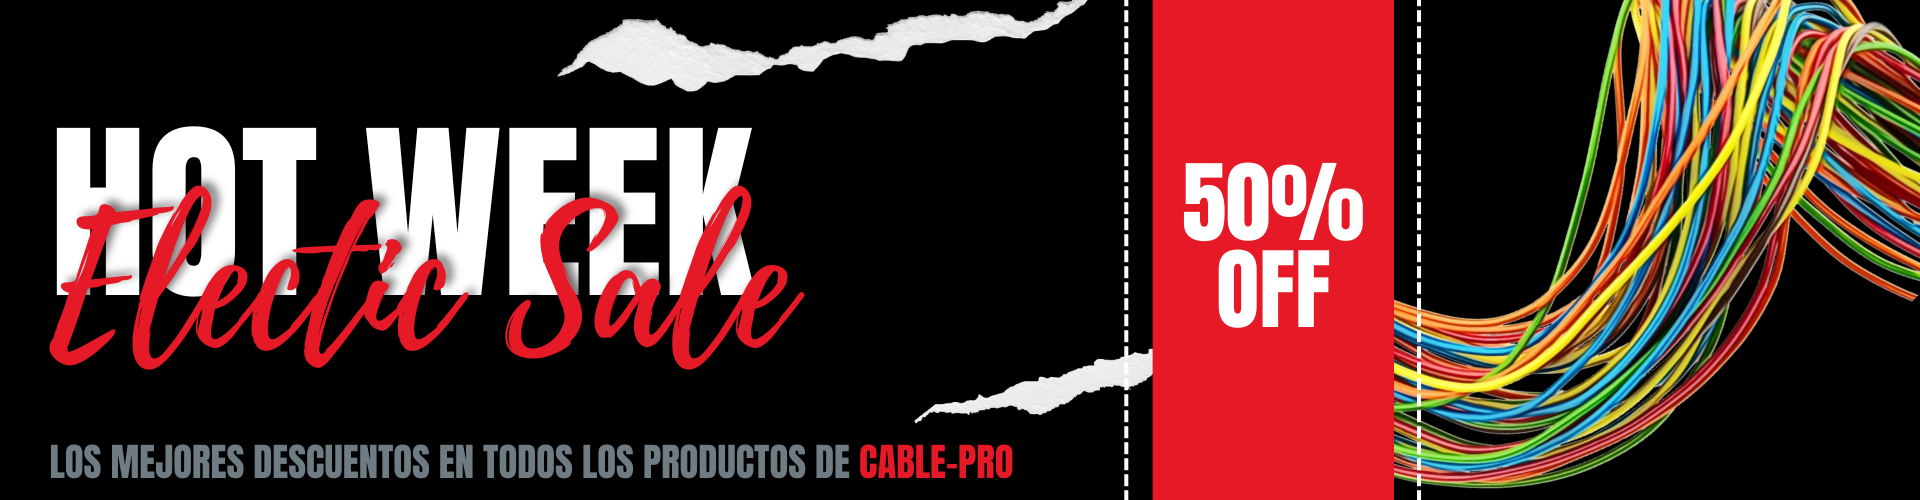 HOT WEEK
Electic Sale
50%
OFF
LOS MEJORES DESCUENTOS EN TODOS LOS PRODUCTOS DE CABLE-PRO